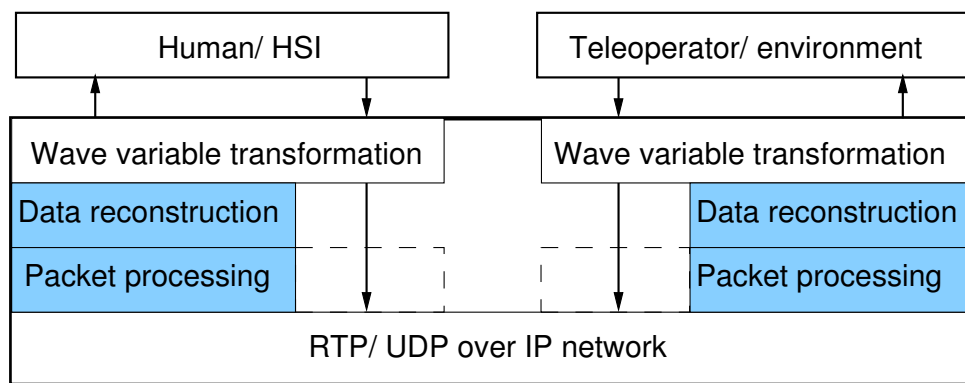 Human/ HSI
Teleoperator/ environment
Wave variable transformation
Wave variable transformation
Data reconstruction
Data reconstruction
Packet processing
Packet processing
RTP/ UDP over IP network